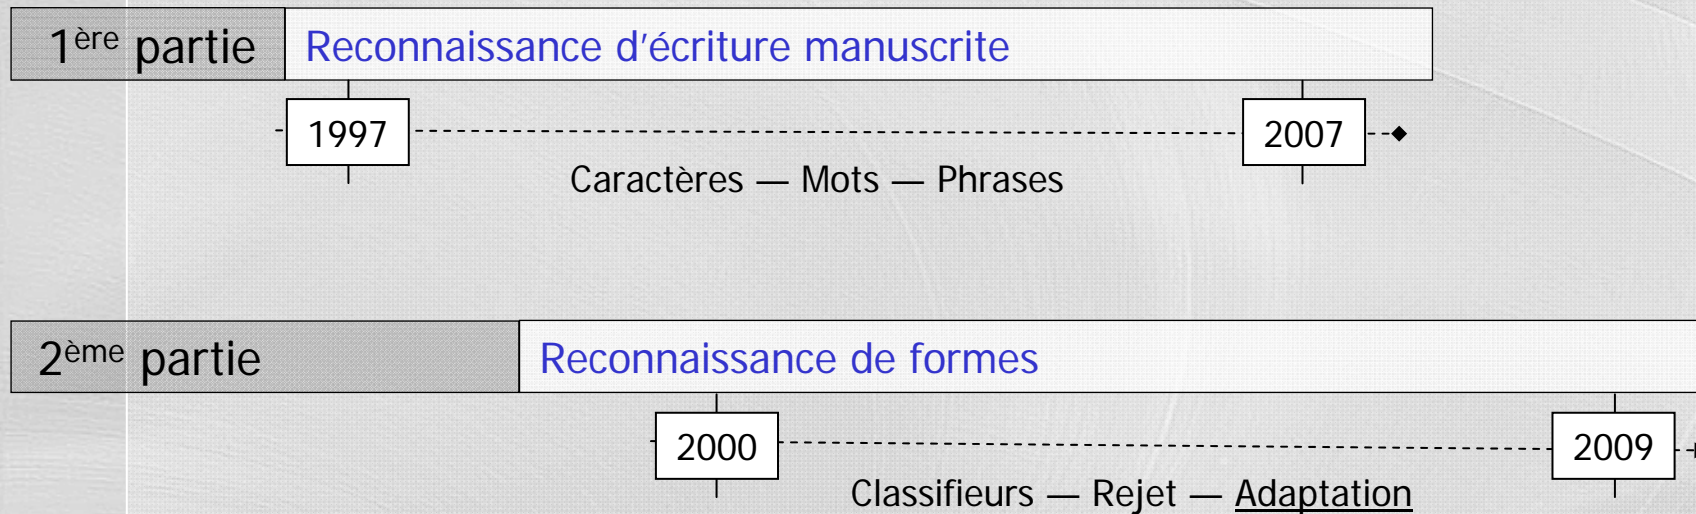 1ère partie Reconnaissance d'écriture manuscrite
1997 2007
Caractères — Mots — Phrases
2ème partie Reconnaissance de formes
2000 2009
Classifieurs — Rejet — Adaptation